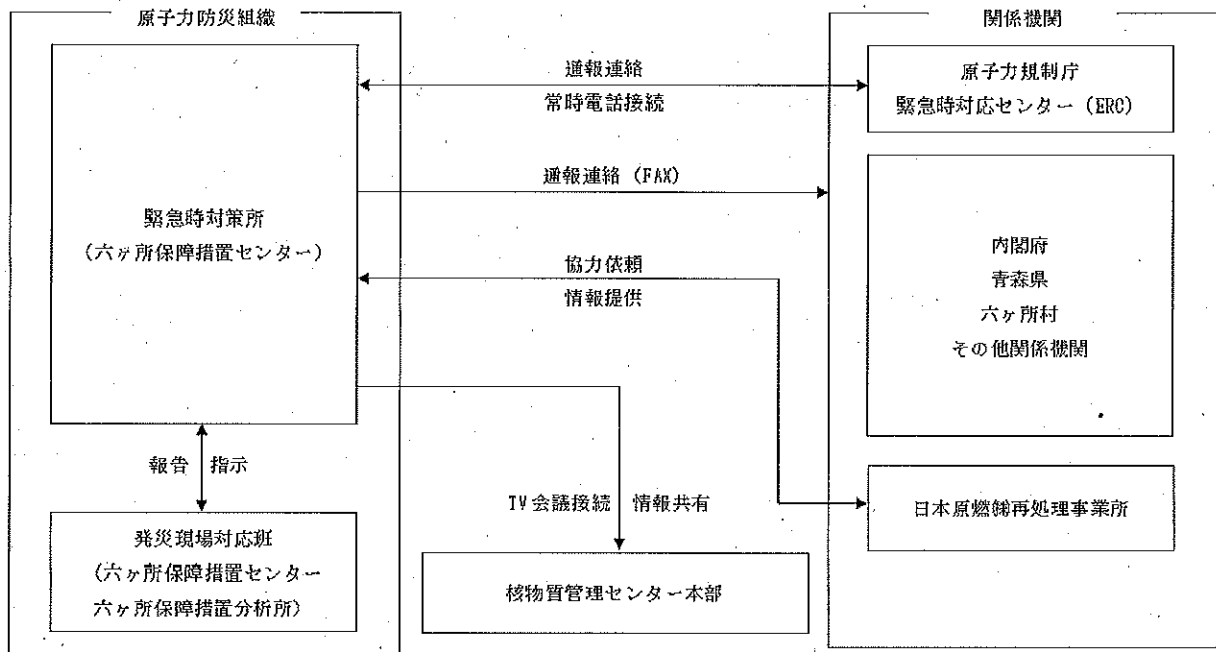 原子力防災組織
緊急時対策所
(六ヶ所保障措置センター)
報告 指示
発災現場対応班
(六ヶ所保障措置センター
六ヶ所保障措置分析所)
通報連絡
常時電話接続
通報連絡 (FAX)
協力依頼
情報提供
TV会議接続 情報共有
核物質管理センター本部
関係機関
原子力規制庁
緊急時対応センター (ERC)
内閣府
青森県
六ヶ所村
その他関係機関
日本原燃㈱再処理事業所